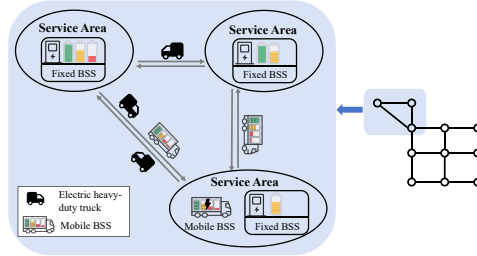 Service Area
Fixed BSS
Service Area
Fixed BSS
Service Area
Mobile BSS
Fixed BSS
Electric heavy-
duty truck
Mobile BSS